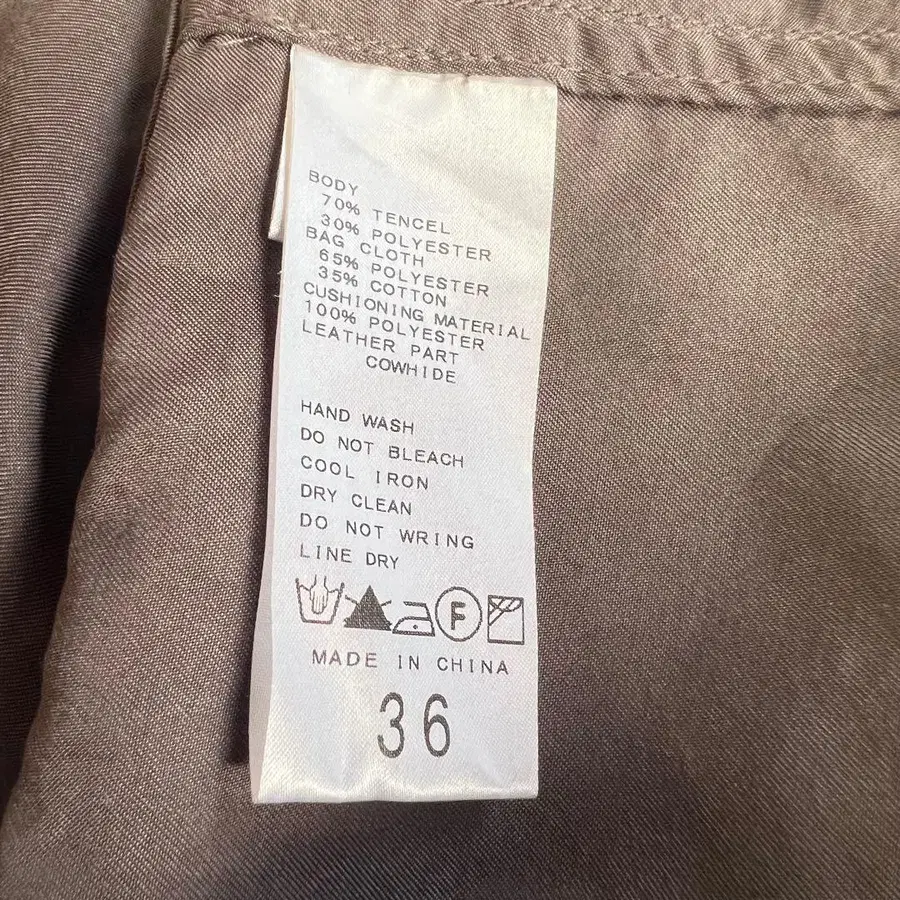 BODY
70% TENCEL
30% POLYESTER
BAG CLOTH
65% POLYESTER
35% COTTON
CUSHIONING MATERIAL
100% POLYESTER
LEATHER PART
COWHIDE
HAND WASH
DO NOT BLEACH
COOL IRON
DRY CLEAN
DO NOT WRING
LINE DRY
F
MADE IN CHINA
36